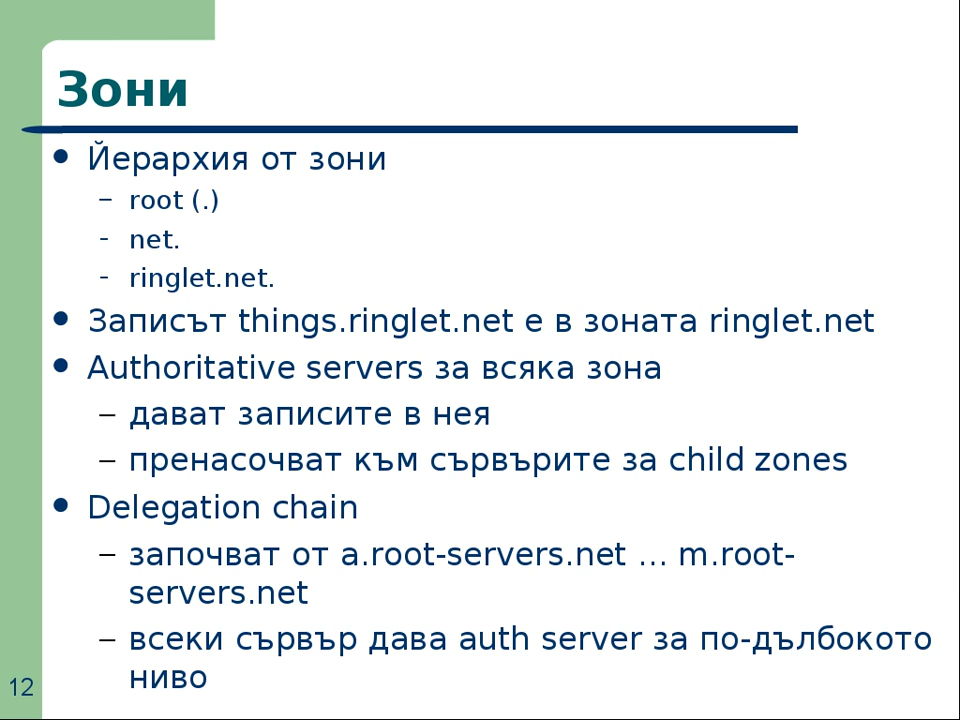 Зони
● Йерархия от зони
– root (.)
- net.
- ringlet.net.
● Записът things.ringlet.net е в зоната ringlet.net
● Authoritative servers за всяка зона
– дават записите в нея
– пренасочват към сървърите за child zones
● Delegation chain
– започват от a.root-servers.net ... m.root-
servers.net
– всеки сървър дава auth server за по-дълбокото
ниво
12